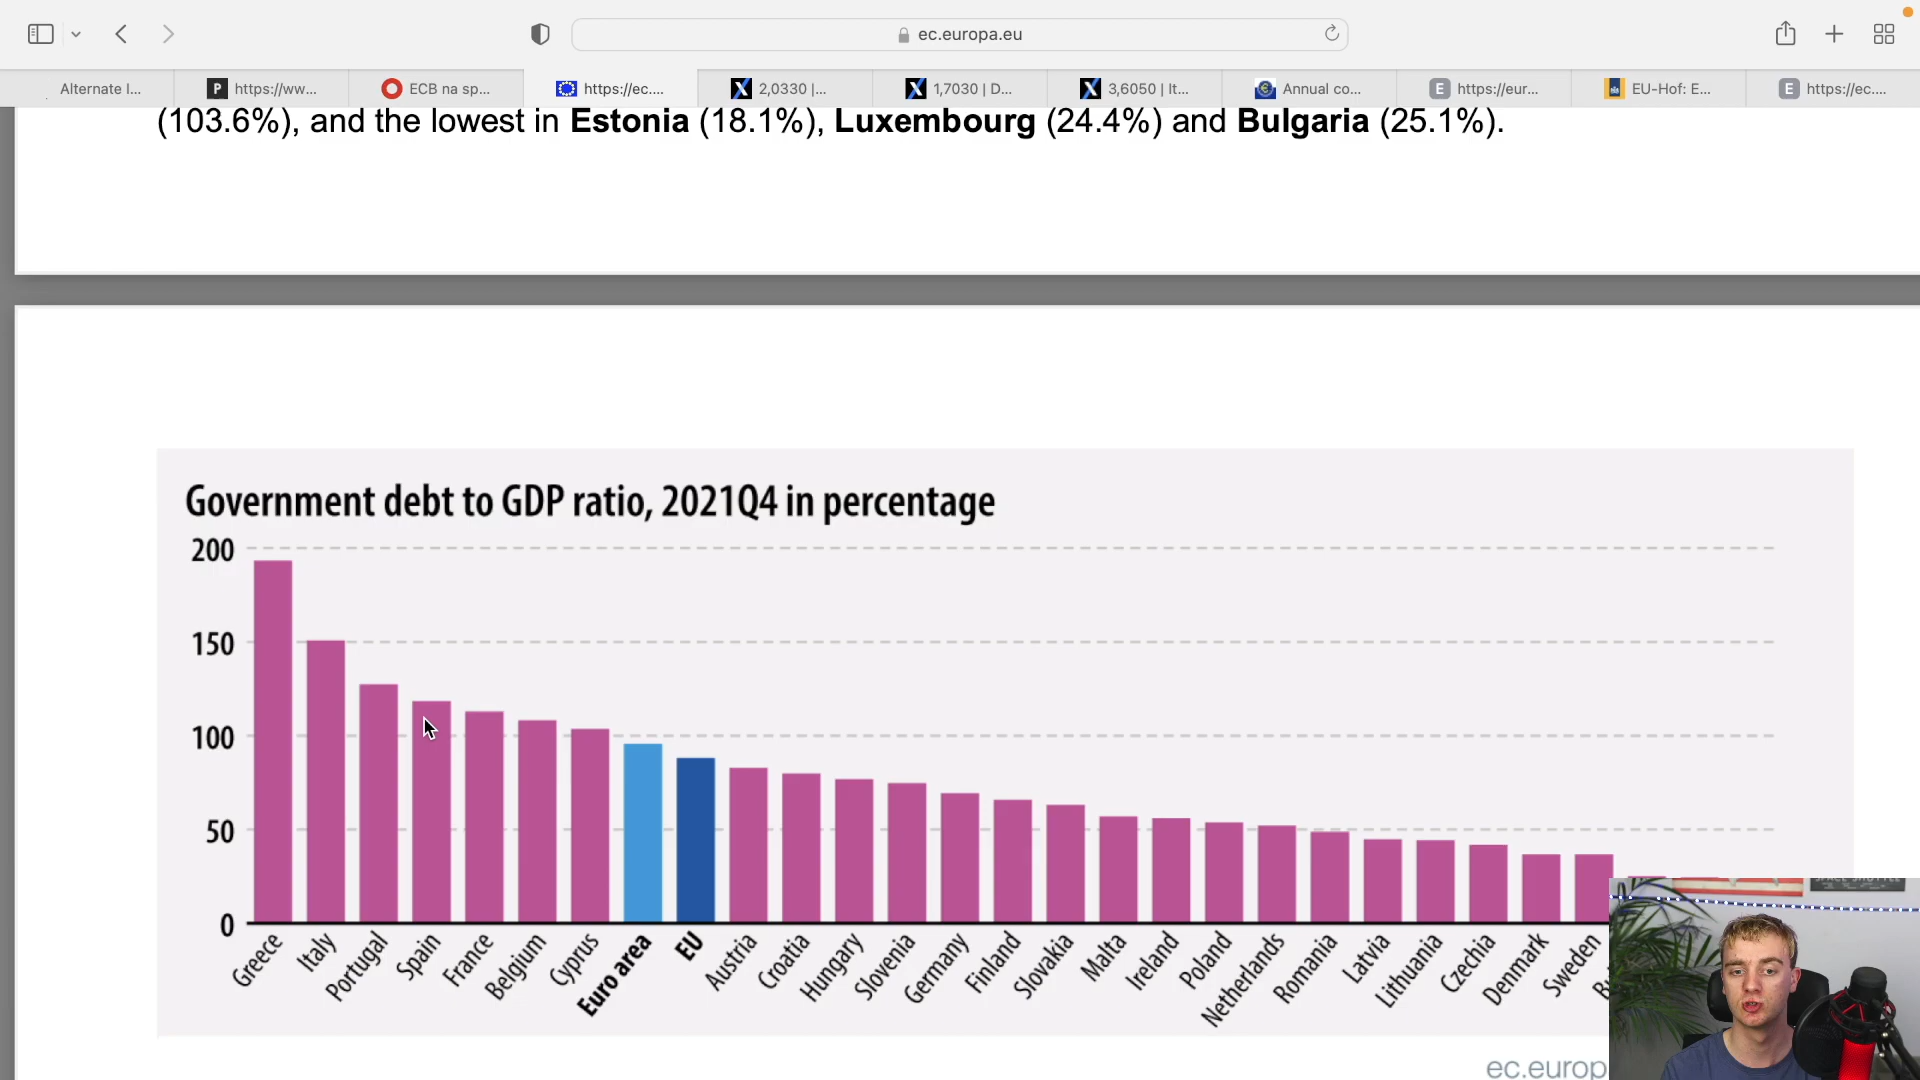 ec.europa.eu
Alternate I...
P https://ww...
ECB na sp...
https://ec....
X 2,0330 |...
X 1,7030 | D...
X 3,6050 | It...
Annual co...
E https://eur...
EU-Hof: E...
E https://ec....
(103.6%), and the lowest in Estonia (18.1%), Luxembourg (24.4%) and Bulgaria (25.1%).
Government debt to GDP ratio, 2021Q4 in percentage
200
150
100
50
0
Greece
Italy
Portugal
Spain
France
Belgium
Cyprus
Euro area
EU
Austria
Croatia
Hungary
Slovenia
Germany
Finland
Slovakia
Malta
Ireland
Poland
Netherlands
Romania
Latvia
Lithuania
Czechia
Denmark
Sweden
SPACE SHUTTLE
ec.europ